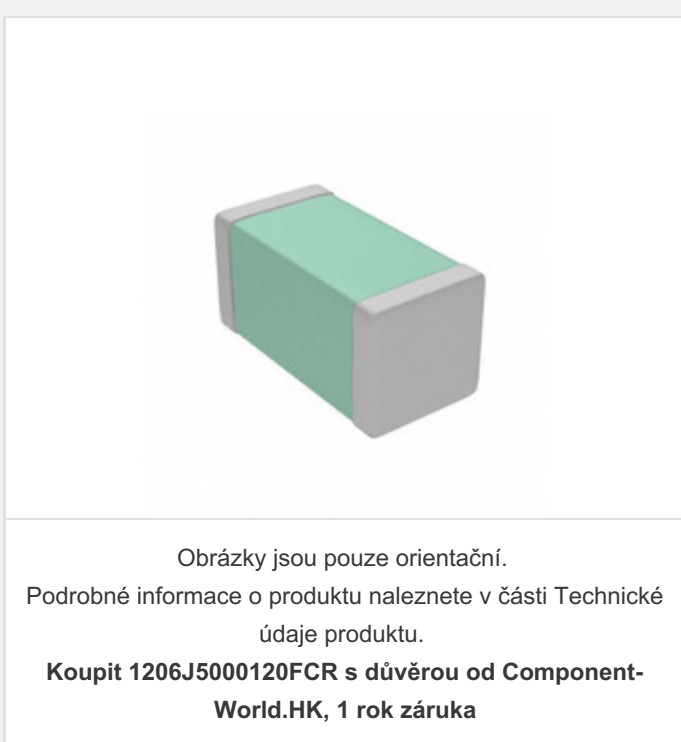 Obrázky jsou pouze orientační.
Podrobné informace o produktu naleznete v části Technické
údaje produktu.
Koupit 1206J5000120FCR s důvěrou od Component-
World.HK, 1 rok záruka